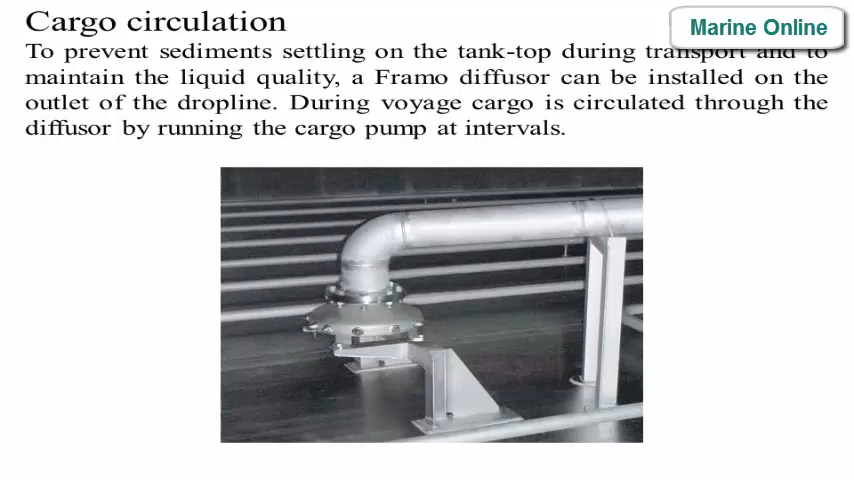 Cargo circulation
Marine Online
To prevent sediments settling on the tank-top during transport and to
maintain the liquid quality, a Framo diffusor can be installed on the
outlet of the dropline. During voyage cargo is circulated through the
diffusor by running the cargo pump at intervals.